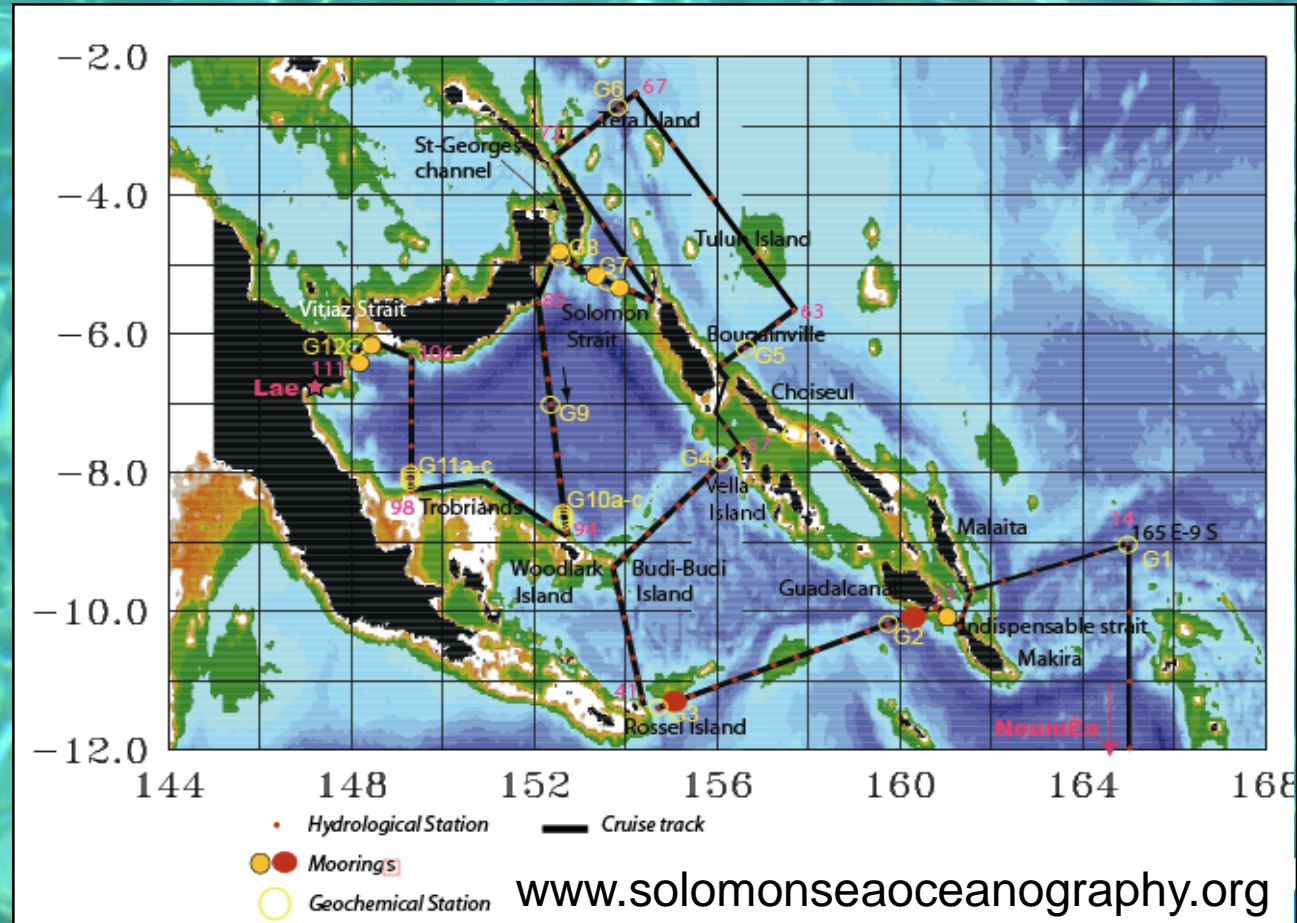 −2.0
−4.0
−6.0
−8.0
−10.0
−12.0
144 148 152 156 160 164 168
G6 67
Tefa Island
72
St-Georges
channel
Tulun Island
G8
G7
85
Solomon
Strait
Vitiaz Strait
G12
106
111
Lae
63
Bougainville
G5
Choiseul
G9
57
G4
Vella
Island
G11a-c
98 Trobriands
G10a-c
94
Malaita
14
165 E-9 S
G1
Woodlark
Island
Budi-Budi
Island
Guadalcanal
G2
Indispensable strait
Makira
41
G3
Rossel Island
NoumÈa
Hydrological Station
Cruise track
Moorings
Geochemical Station
www.solomonseaoceanography.org